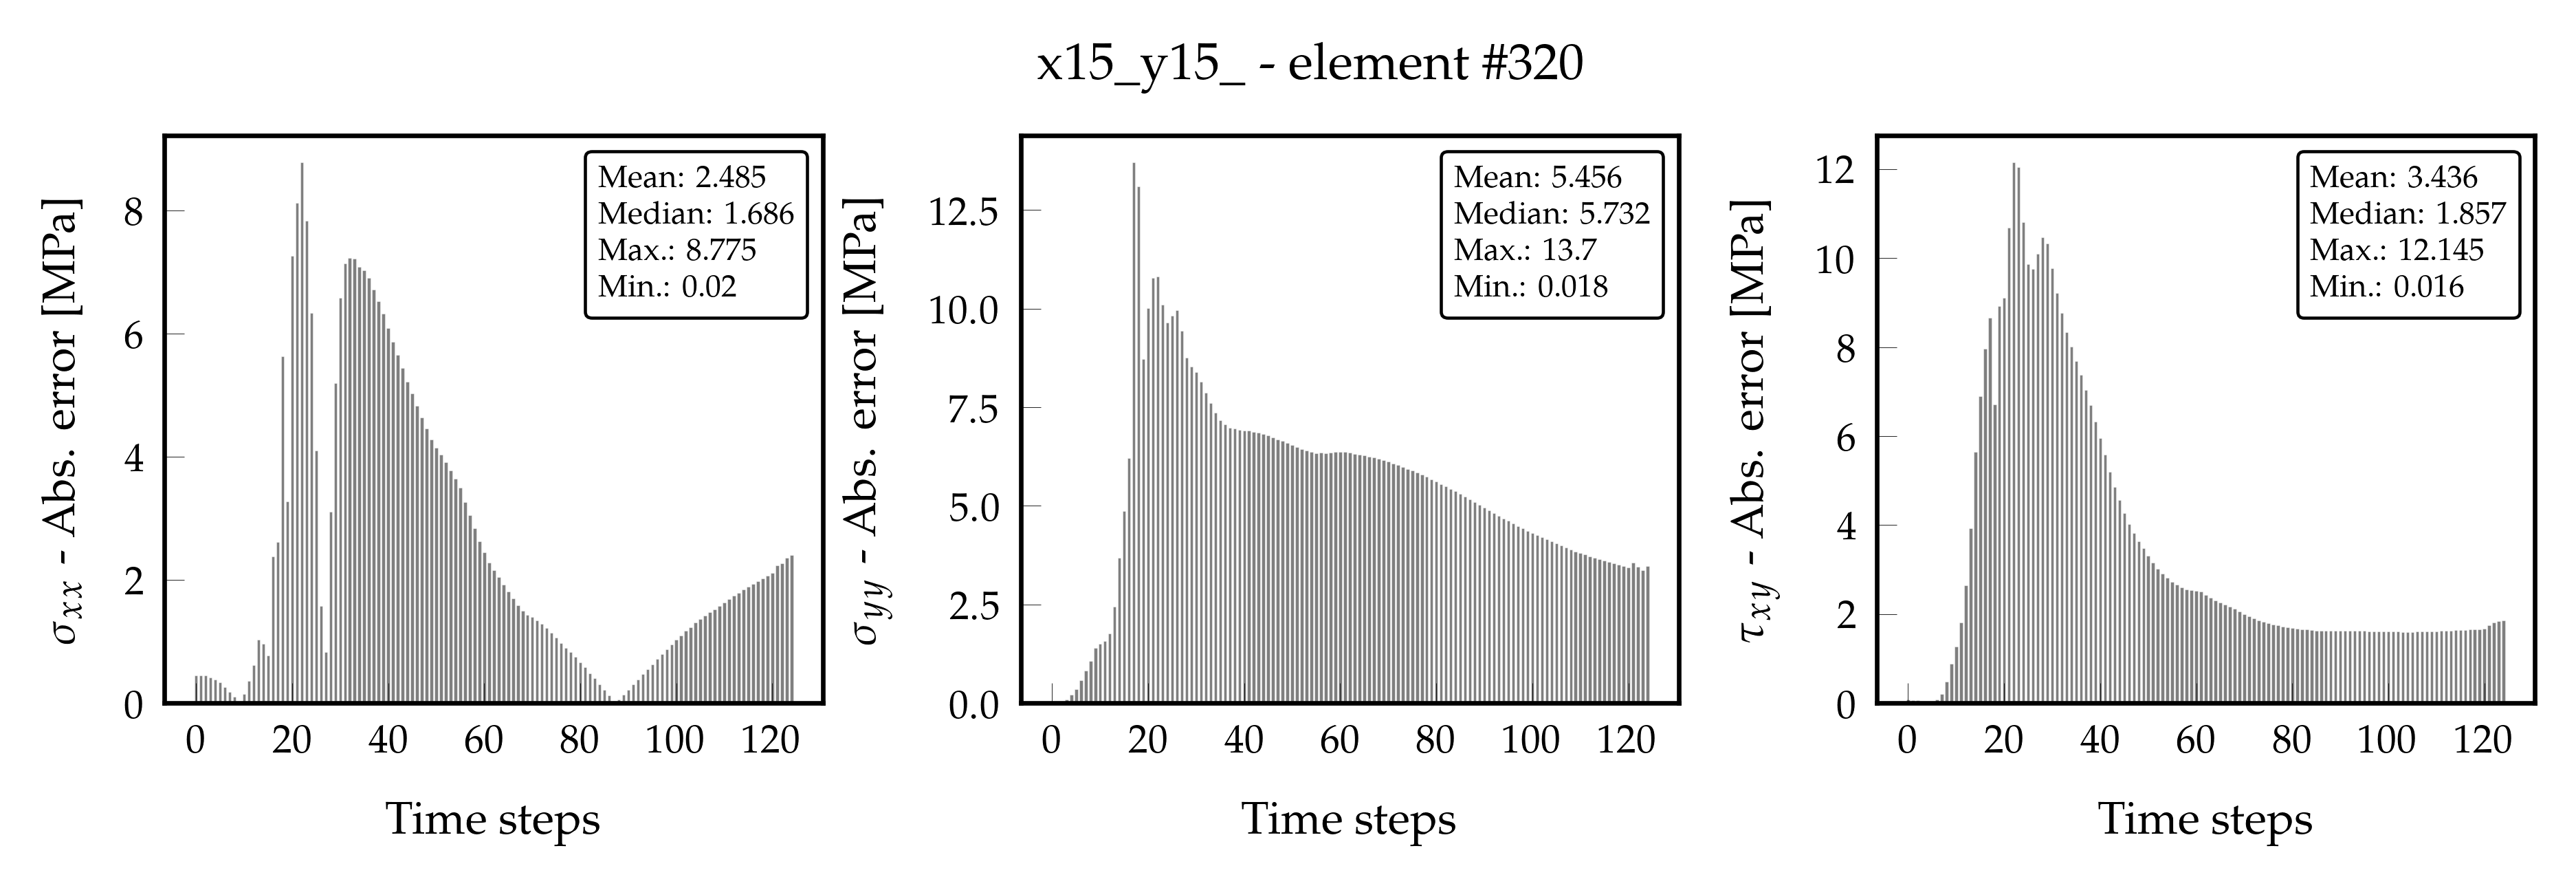 x15_y15_ - element #320
σxx - Abs. error [MPa]
8
6
4
2
0
0 20 40 60 80 100 120
Time steps
Mean: 2.485
Median: 1.686
Max.: 8.775
Min.: 0.02
σyy - Abs. error [MPa]
12.5
10.0
7.5
5.0
2.5
0.0
0 20 40 60 80 100 120
Time steps
Mean: 5.456
Median: 5.732
Max.: 13.7
Min.: 0.018
τxy - Abs. error [MPa]
12
10
8
6
4
2
0
0 20 40 60 80 100 120
Time steps
Mean: 3.436
Median: 1.857
Max.: 12.145
Min.: 0.016